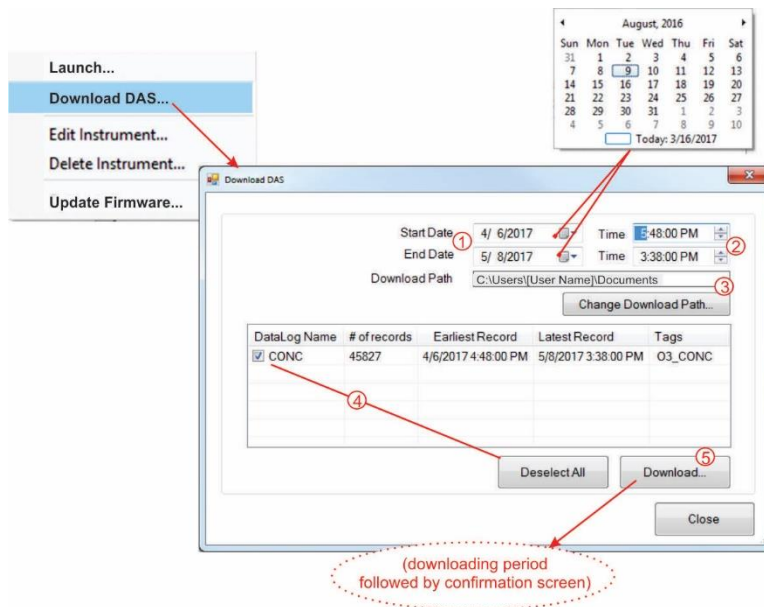 August, 2016
Sun Mon Tue Wed Thu Fri Sat
31 1 2 3 4 5 6
7 8 9 10 11 12 13
14 15 16 17 18 19 20
21 22 23 24 25 26 27
28 29 30 31 1 2 3
4 5 6 7 8 9 10
Today: 3/16/2017
Launch...
Download DAS...
Edit Instrument...
Delete Instrument...
Update Firmware...
Download DAS
Start Date 4/ 6/2017 Time 5:48:00 PM
1 2
End Date 5/ 8/2017 Time 3:38:00 PM
Download Path C:\Users\[User Name]\Documents
3
Change Download Path...
DataLog Name # of records Earliest Record Latest Record Tags
CONC 45827 4/6/2017 4:48:00 PM 5/8/2017 3:38:00 PM O3_CONC
4
5
Deselect All Download...
Close
(downloading period
followed by confirmation screen)